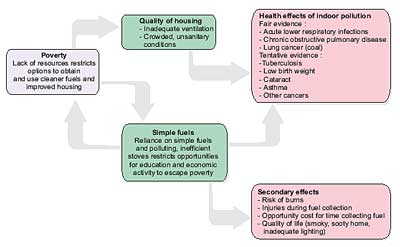 Poverty
Lack of resources restricts
options to obtain
and use cleaner fuels and
improved housing
Quality of housing
- Inadequate ventilation
- Crowded, unsanitary
conditions
Simple fuels
Reliance on simple fuels
and polluting, inefficient
stoves restricts opportunities
for education and economic
activity to escape poverty
Health effects of indoor pollution
Fair evidence :
- Acute lower respiratory infections
- Chronic obstructive pulmonary disease
- Lung cancer (coal)
Tentative evidence :
-Tuberculosis
- Low birth weight
- Cataract
- Asthma
- Other cancers
Secondary effects
- Risk of burns
- Injuries during fuel collection
- Opportunity cost for time collecting fuel
- Quality of life (smoky, sooty home,
inadequate lighting)